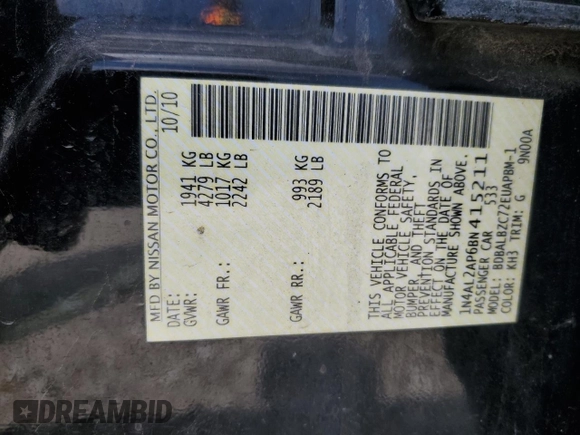 MFD BY NISSAN MOTOR CO., LTD.
DATE: 10/10
GVWR: 1941 KG
4279 LB
GAWR FR.: 1017 KG
2242 LB
GAWR RR.: 993 KG
2189 LB
THIS VEHICLE CONFORMS TO
ALL APPLICABLE FEDERAL
MOTOR VEHICLE SAFETY,
BUMPER, AND THEFT
PREVENTION STANDARDS IN
EFFECT ON THE DATE OF
MANUFACTURE SHOWN ABOVE.
1N4AL2AP6BN415211
PASSENGER CAR 533
MODEL: BDBALBZC72EUAPBM-1
COLOR: KH3 TRIM: G 9N00A
DREAMBID